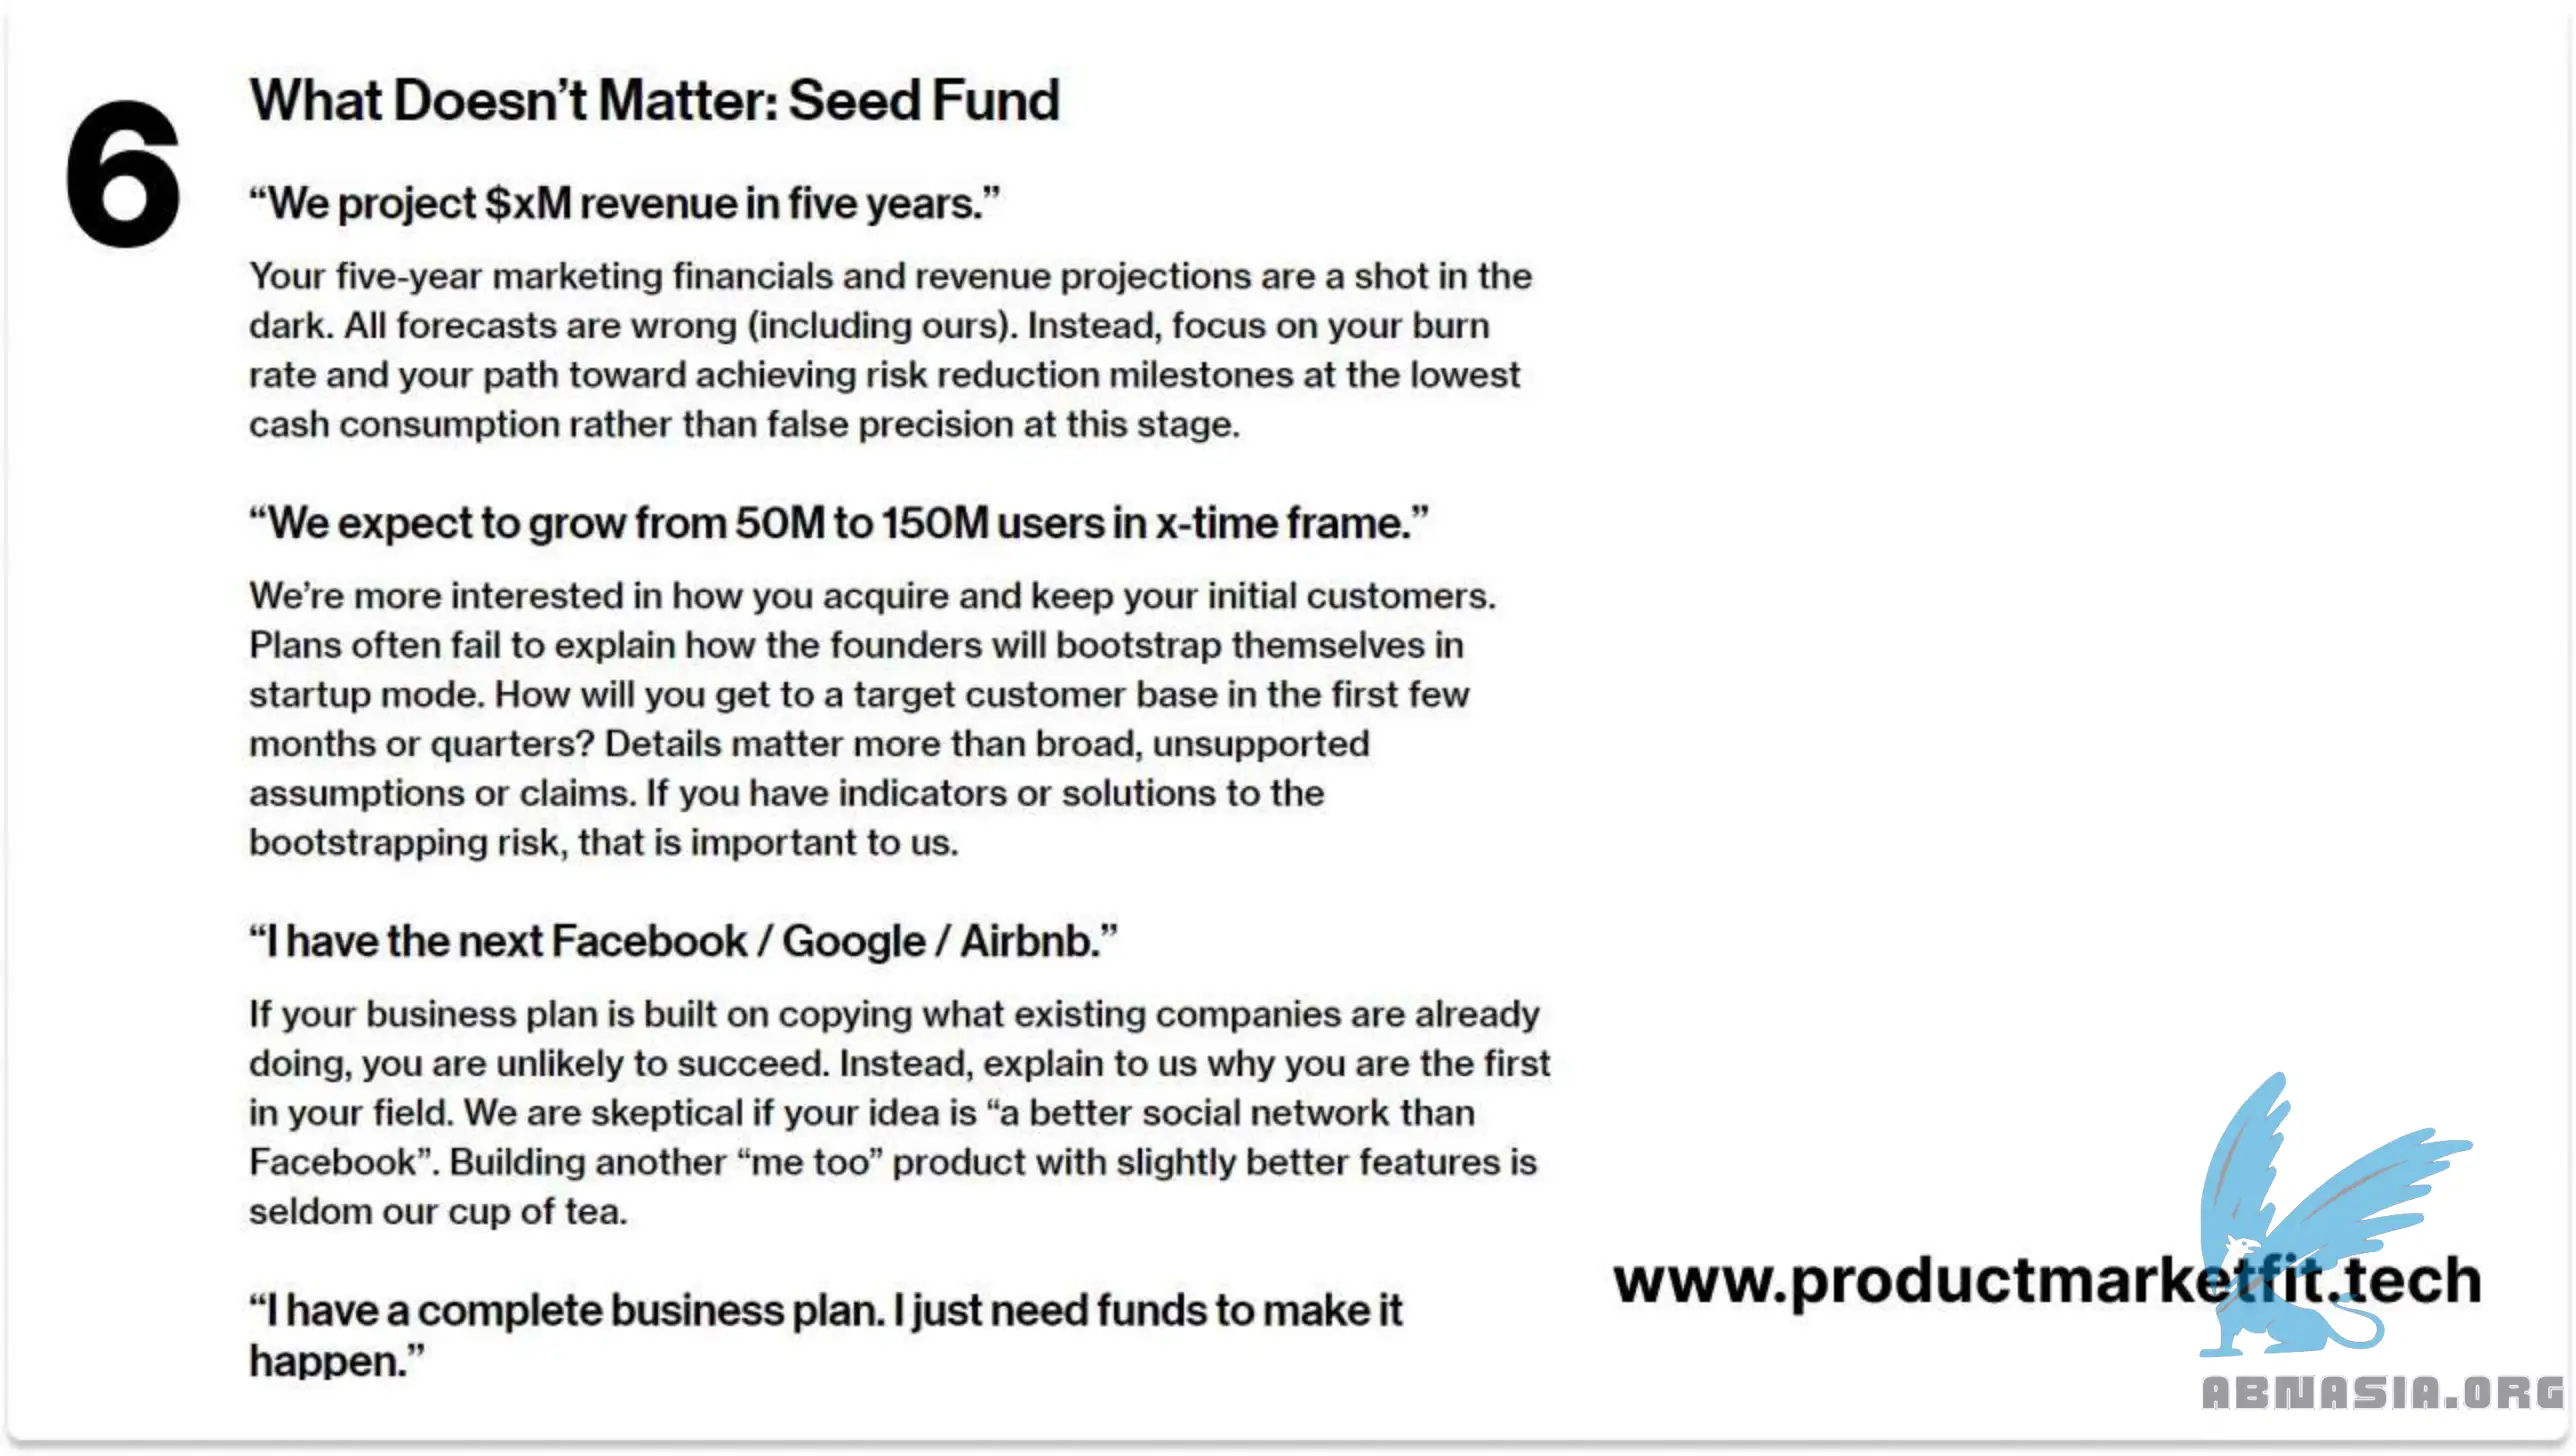 6
What Doesn’t Matter: Seed Fund
“We project $xM revenue in five years.”
Your five-year marketing financials and revenue projections are a shot in the
dark. All forecasts are wrong (including ours). Instead, focus on your burn
rate and your path toward achieving risk reduction milestones at the lowest
cash consumption rather than false precision at this stage.
“We expect to grow from 50M to 150M users in x-time frame.”
We’re more interested in how you acquire and keep your initial customers.
Plans often fail to explain how the founders will bootstrap themselves in
startup mode. How will you get to a target customer base in the first few
months or quarters? Details matter more than broad, unsupported
assumptions or claims. If you have indicators or solutions to the
bootstrapping risk, that is important to us.
“I have the next Facebook / Google / Airbnb.”
If your business plan is built on copying what existing companies are already
doing, you are unlikely to succeed. Instead, explain to us why you are the first
in your field. We are skeptical if your idea is “a better social network than
Facebook”. Building another “me too” product with slightly better features is
seldom our cup of tea.
“I have a complete business plan. I just need funds to make it
happen.”
www.productmarketfit.tech
ABNASIA.ORG